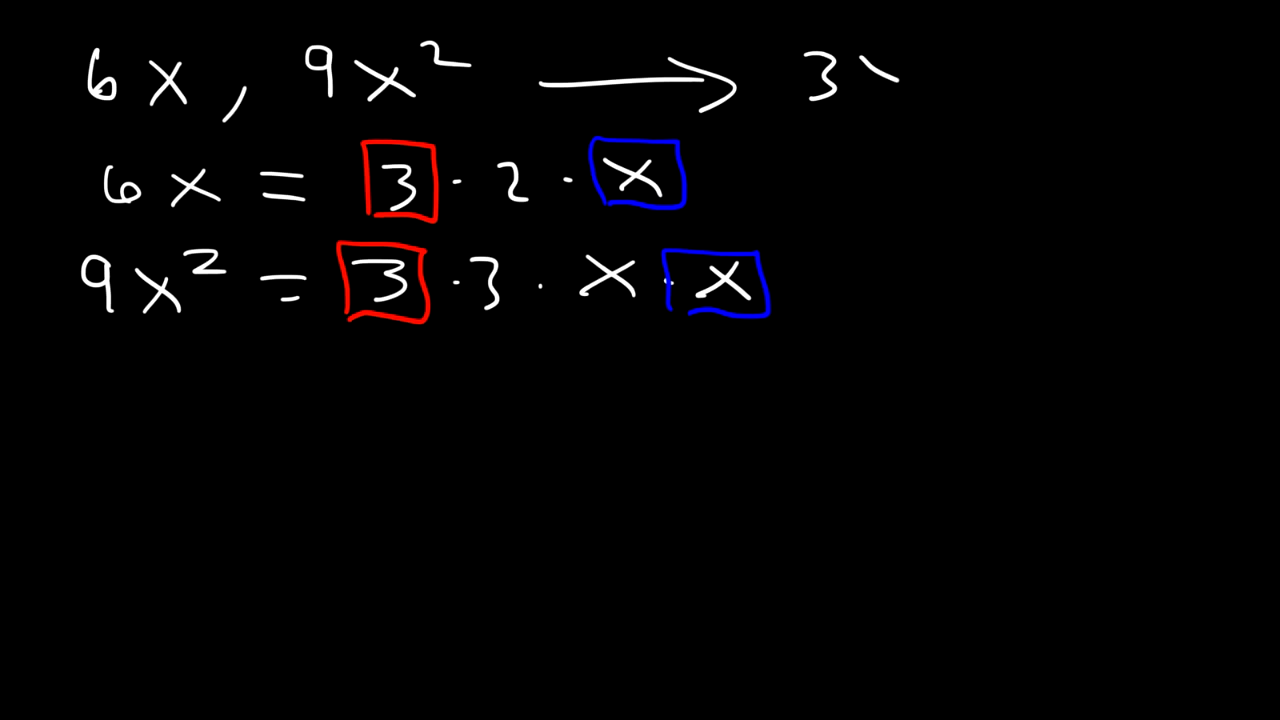 6x, 9x² → 3
6x = 3 · 2 · x
9x² = 3 · 3 · x · x